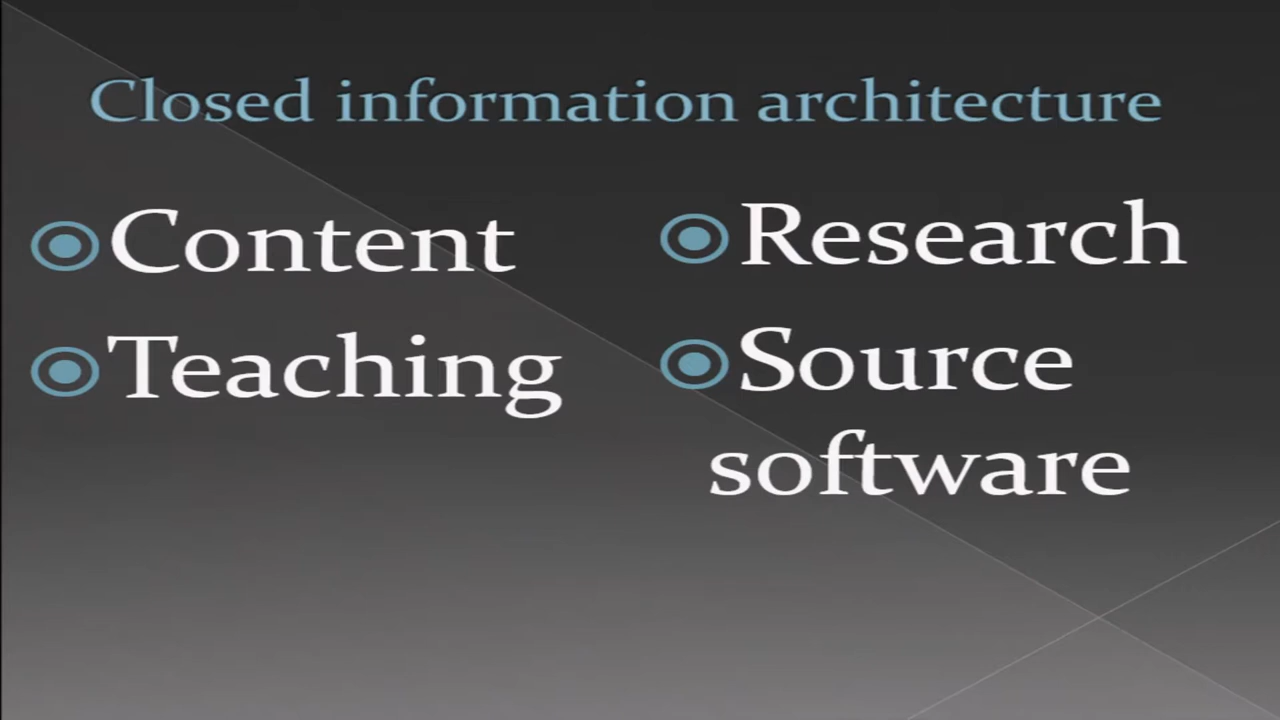 Closed information architecture
Content
Teaching
Research
Source
software